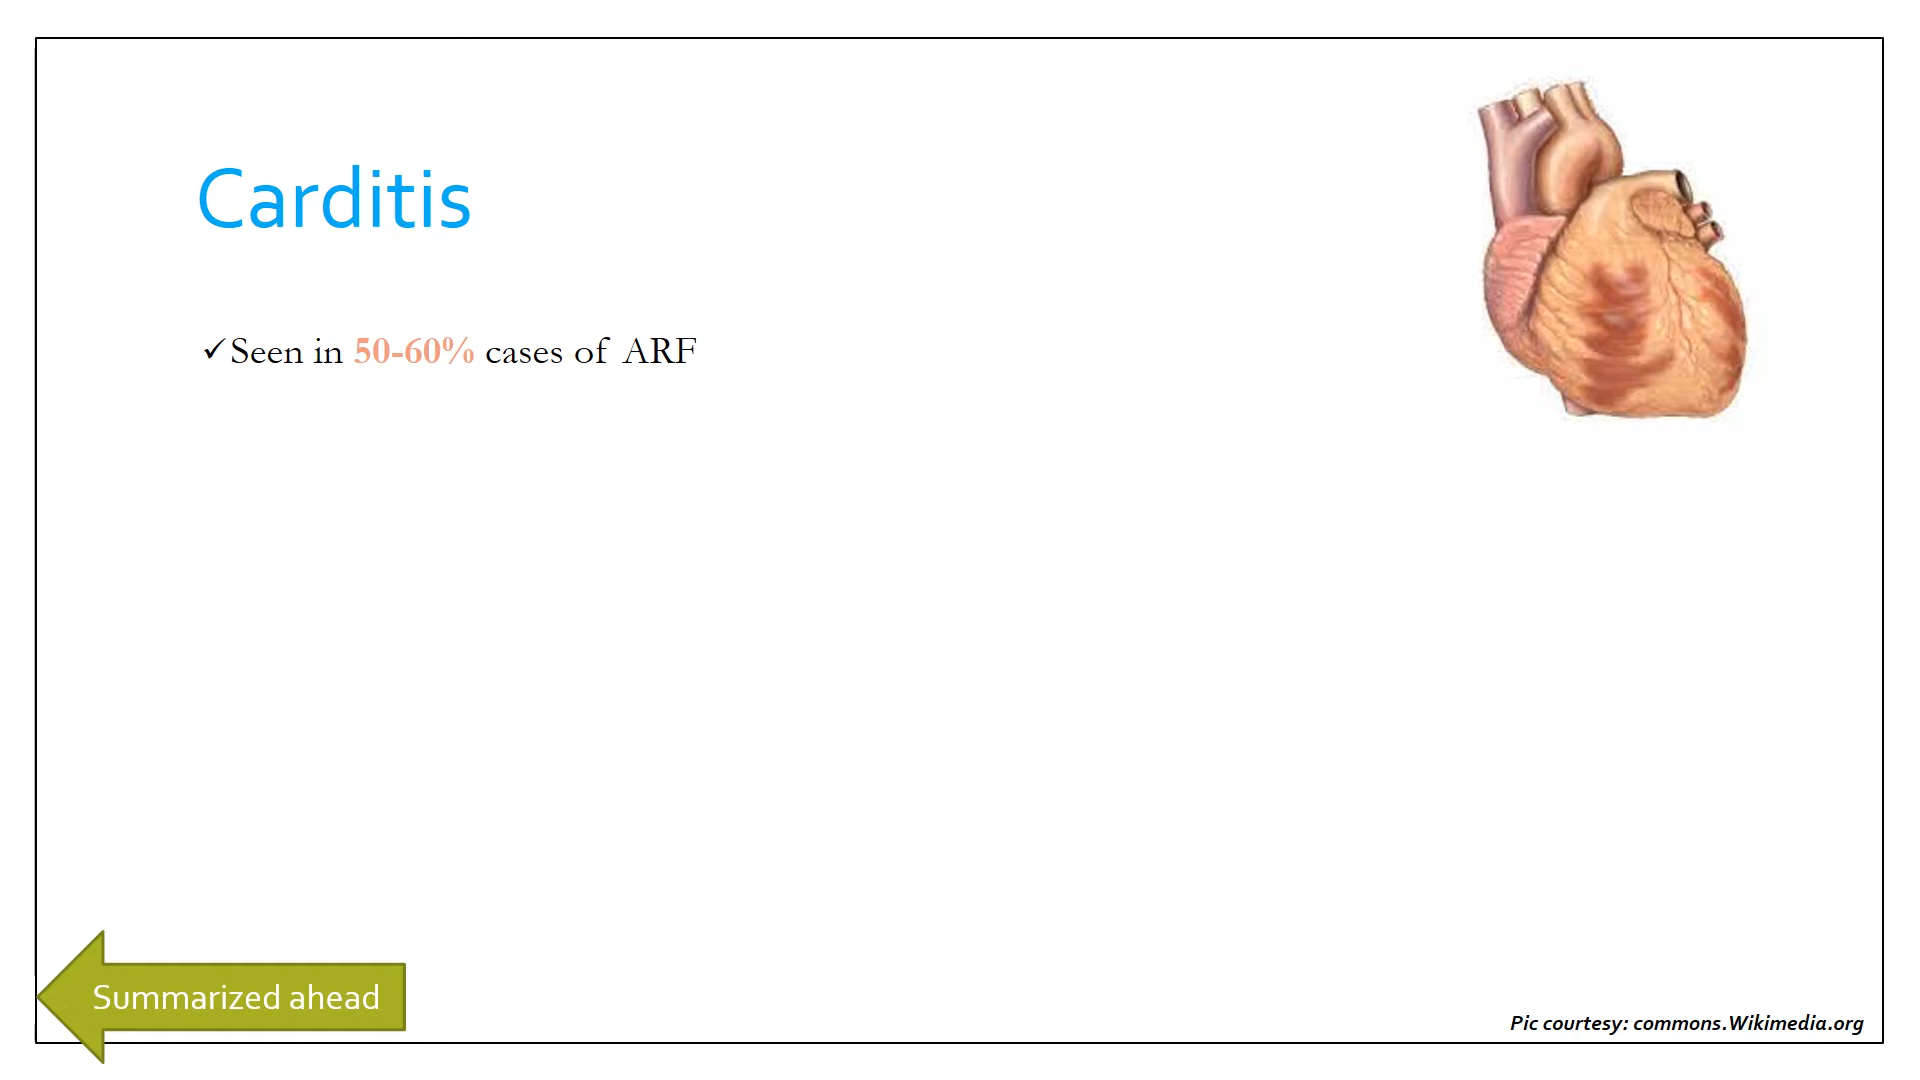 Carditis
✓Seen in 50-60% cases of ARF
Summarized ahead
Pic courtesy: commons.Wikimedia.org